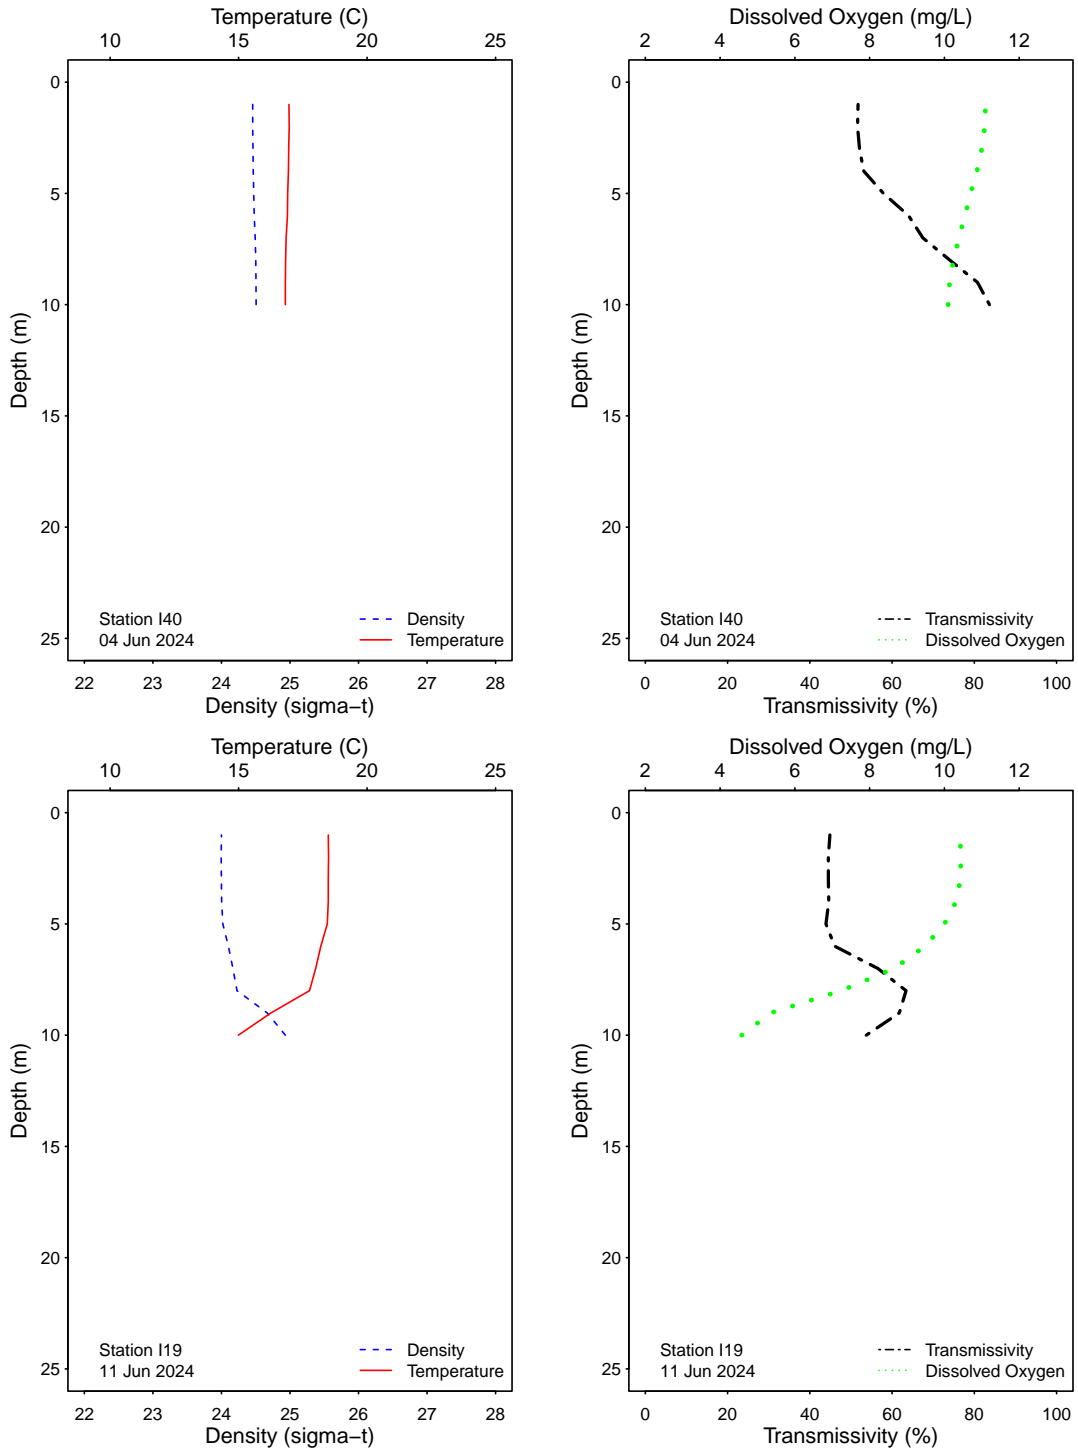 Temperature (C)
10 15 20 25
0
5
10
15
20
25
Depth (m)
Station I40
04 Jun 2024
Density
Temperature
22 23 24 25 26 27 28
Density (sigma−t)
Dissolved Oxygen (mg/L)
2 4 6 8 10 12
0
5
10
15
20
25
Depth (m)
Station I40
04 Jun 2024
Transmissivity
Dissolved Oxygen
0 20 40 60 80 100
Transmissivity (%)
Temperature (C)
10 15 20 25
0
5
10
15
20
25
Depth (m)
Station I19
11 Jun 2024
Density
Temperature
22 23 24 25 26 27 28
Density (sigma−t)
Dissolved Oxygen (mg/L)
2 4 6 8 10 12
0
5
10
15
20
25
Depth (m)
Station I19
11 Jun 2024
Transmissivity
Dissolved Oxygen
0 20 40 60 80 100
Transmissivity (%)